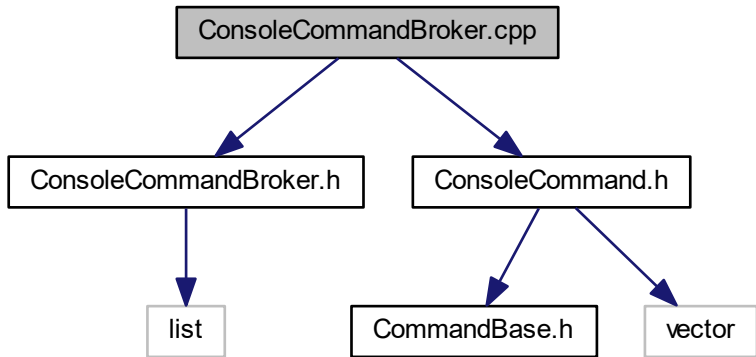 ConsoleCommandBroker.cpp
ConsoleCommandBroker.h
ConsoleCommand.h
list
CommandBase.h
vector